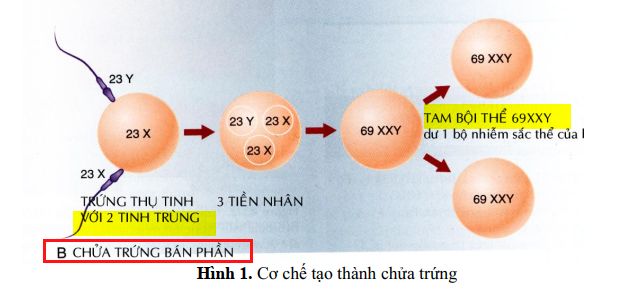 23 Y
23 X
23 X
23 Y
23 X
23 X
69 XXY
69 XXY
69 XXY
TRỨNG THỤ TINH
VỚI 2 TINH TRÙNG
3 TIỀN NHÂN
TAM BỘI THỂ 69XXY
dư 1 bộ nhiễm sắc thể của
B CHỬA TRỨNG BÁN PHẦN
Hình 1. Cơ chế tạo thành chửa trứng